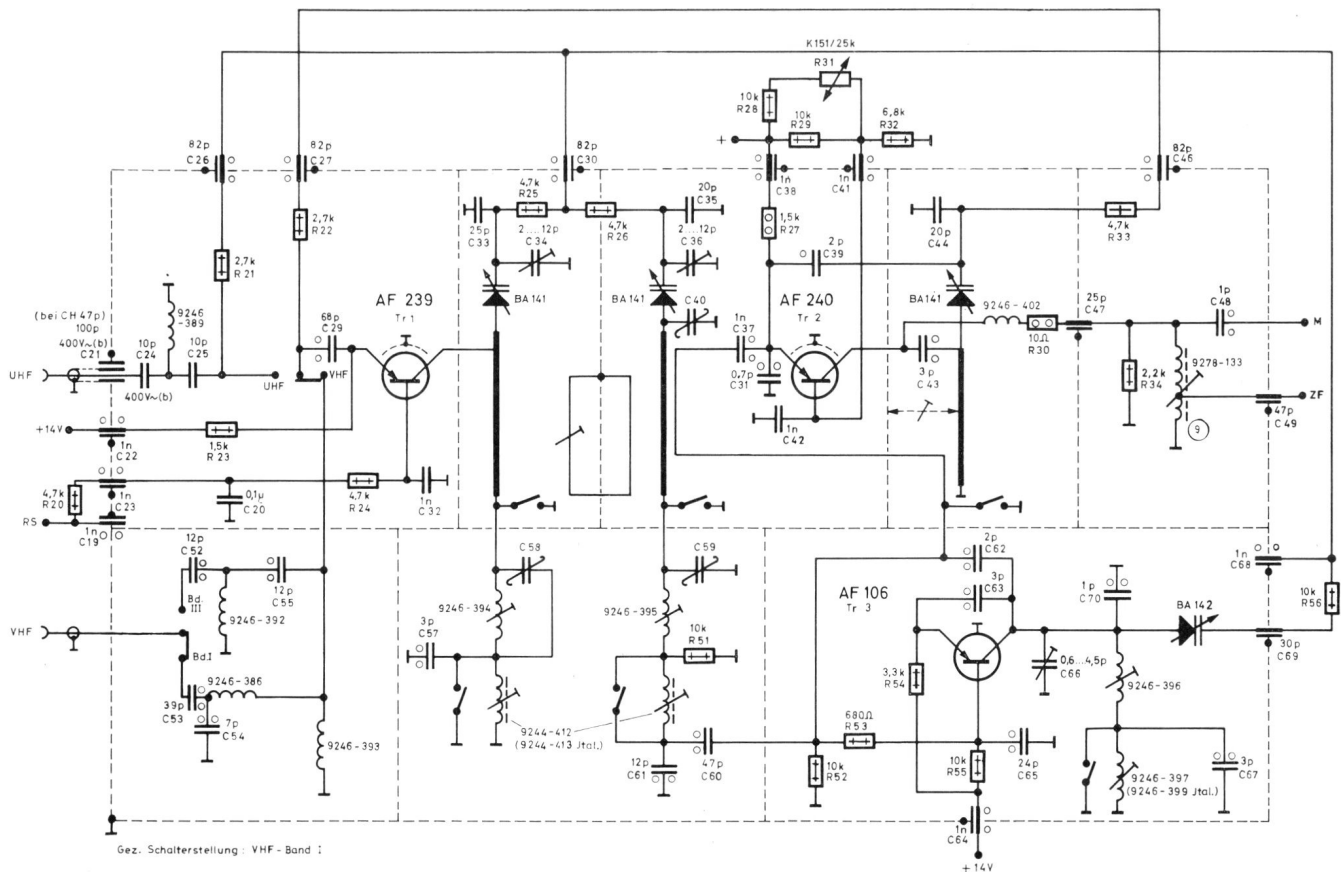 K151/25k
R31
10k
R28
10k
R29
6,8k
R32
+
82p
C26
82p
C27
82p
C30
1n
C38
1n
C41
82p
C46
2,7k
R22
2,7k
R21
25p
C33
4,7k
R25
2....12p
C34
4,7k
R26
20p
C35
2....12p
C36
1,5k
R27
2p
C39
20p
C44
4,7k
R33
BA141
BA141
C40
BA141
AF 239
Tr 1
AF 240
Tr 2
9246
-389
(bei CH 47p)
100p
400V~(b)
C21
10p
C24
10p
C25
400V~(b)
68p
C29
1n
C37
0,7p
C31
3p
C43
1n
C42
9246-402
10Ω
R30
25p
C47
1p
C48
M
2,2k
R34
9278-133
ZF
47p
C49
9
UHF
UHF
VHF
+14V
1n
C22
1,5k
R23
4,7k
R20
1n
C23
0,1µ
C20
4,7k
R24
1n
C32
RS
1n
C19
12p
C52
12p
C55
Bd.
III
9246-392
VHF
Bd.I
9246-386
39p
C53
7p
C54
9246-393
C58
9246-394
3p
C57
9244-412
(9244-413 Jtal.)
C59
9246-395
10k
R51
12p
C61
47p
C60
2p
C62
3p
C63
AF 106
Tr 3
3,3k
R54
680Ω
R53
10k
R52
10k
R55
24p
C65
1n
C64
+14V
0,6...4,5p
C66
1p
C70
BA 142
9246-396
9246-397
(9246-399 Jtal.)
3p
C67
1n
C68
10k
R56
30p
C69
Gez. Schalterstellung: VHF-Band I